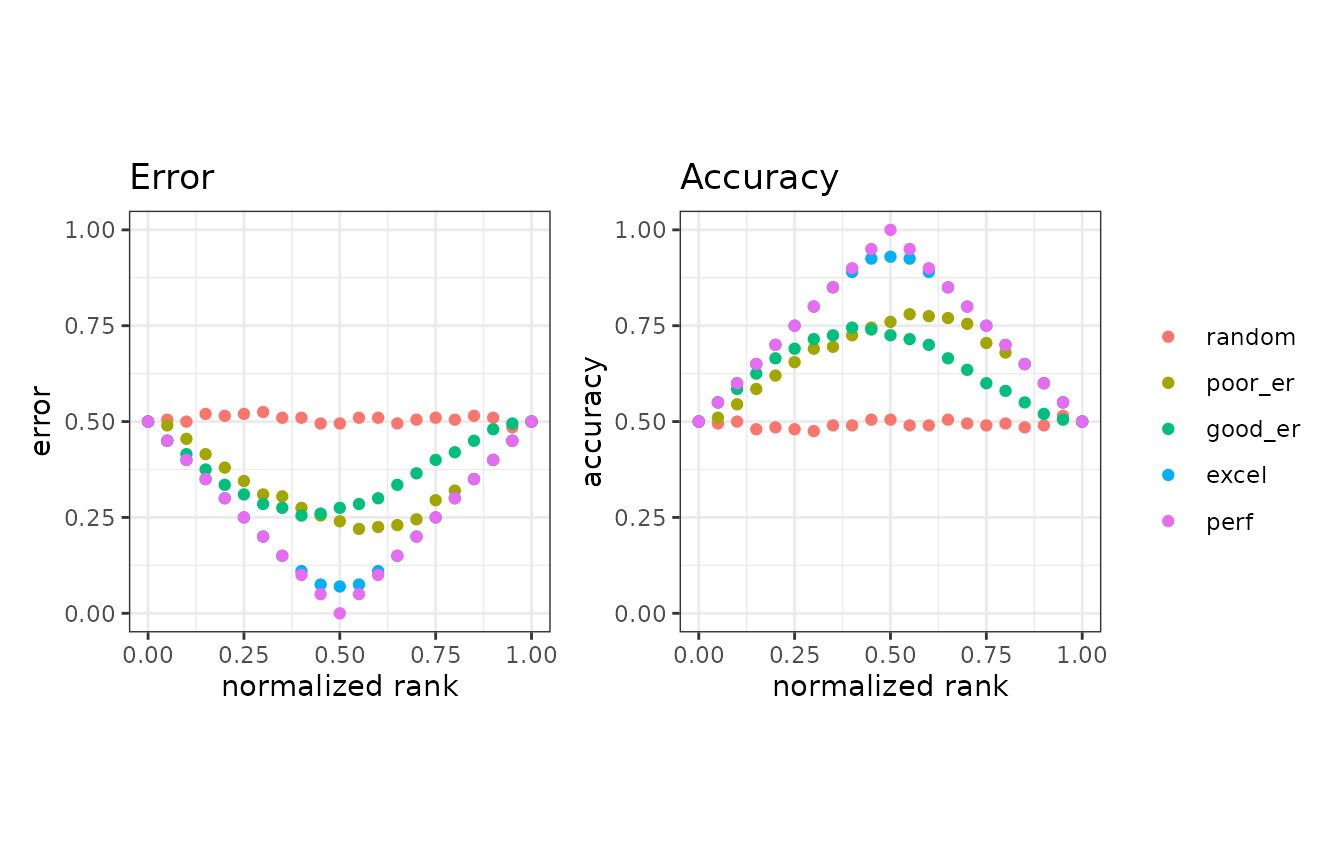 Error
1.00
0.75
0.50
0.25
0.00
error
0.00 0.25 0.50 0.75 1.00
normalized rank
Accuracy
1.00
0.75
0.50
0.25
0.00
accuracy
0.00 0.25 0.50 0.75 1.00
normalized rank
random
poor_er
good_er
excel
perf